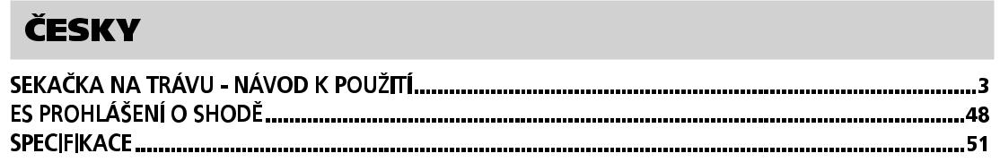 ČESKY
SEKAČKA NA TRÁVU - NÁVOD K POUŽITÍ.......... 3
ES PROHLÁŠENÍ O SHODĚ.......... 48
SPECIFIKACE.......... 51